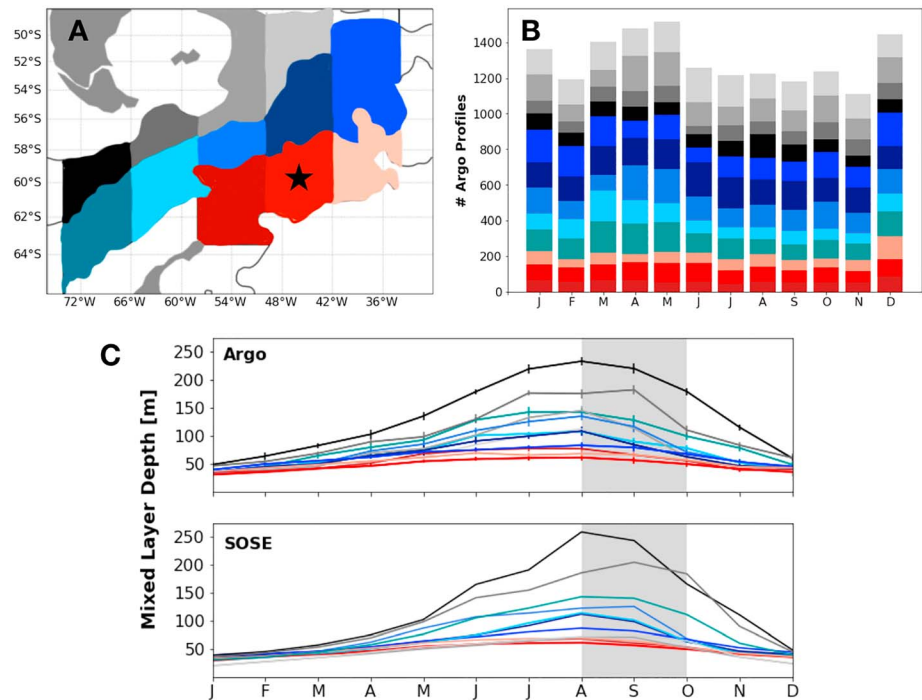 A
50°S
52°S
54°S
56°S
58°S
60°S
62°S
64°S
72°W 66°W 60°W 54°W 48°W 42°W 36°W
B
# Argo Profiles
1400
1200
1000
800
600
400
200
0
J F M A M J J A S O N D
C
Mixed Layer Depth [m]
Argo
250
200
150
100
50
SOSE
250
200
150
100
50
J F M A M J J A S O N D